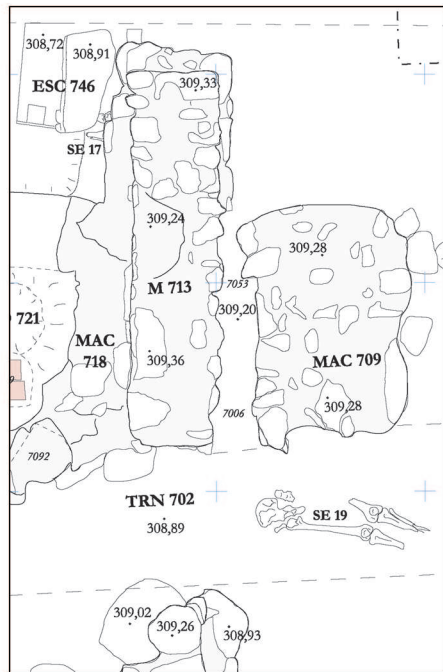 308,72
308,91
ESC 746
309,33
SE 17
309,24
309,28
7053
M 713
309,20
721
MAC
718
309,36
MAC 709
309,28
7006
7092
TRN 702
308,89
SE 19
309,02
309,26
308,93